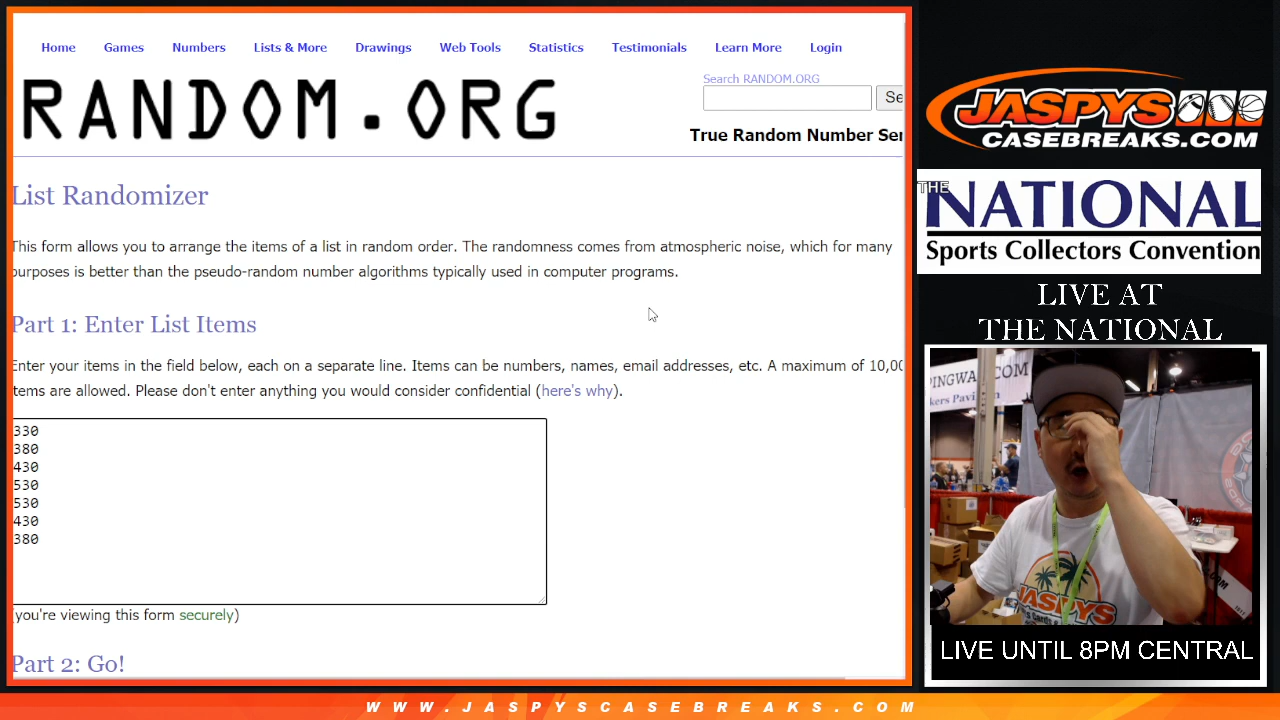 Home Games Numbers Lists & More Drawings Web Tools Statistics Testimonials Learn More Login
RANDOM.ORG
Search RANDOM.ORG
Se
True Random Number Ser
List Randomizer
This form allows you to arrange the items of a list in random order. The randomness comes from atmospheric noise, which for many
purposes is better than the pseudo-random number algorithms typically used in computer programs.
Part 1: Enter List Items
Enter your items in the field below, each on a separate line. Items can be numbers, names, email addresses, etc. A maximum of 10,00
items are allowed. Please don't enter anything you would consider confidential (here's why).
330
380
430
530
530
430
380
you're viewing this form securely)
Part 2: Go!
JASPYS
CASEBREAKS.COM
THE
NATIONAL
Sports Collectors Convention
LIVE AT
THE NATIONAL
PINGWA
.COM
kers Pavilion
JASPYS
LIVE UNTIL 8PM CENTRAL
WWW.JASPYSCASEBREAKS.COM